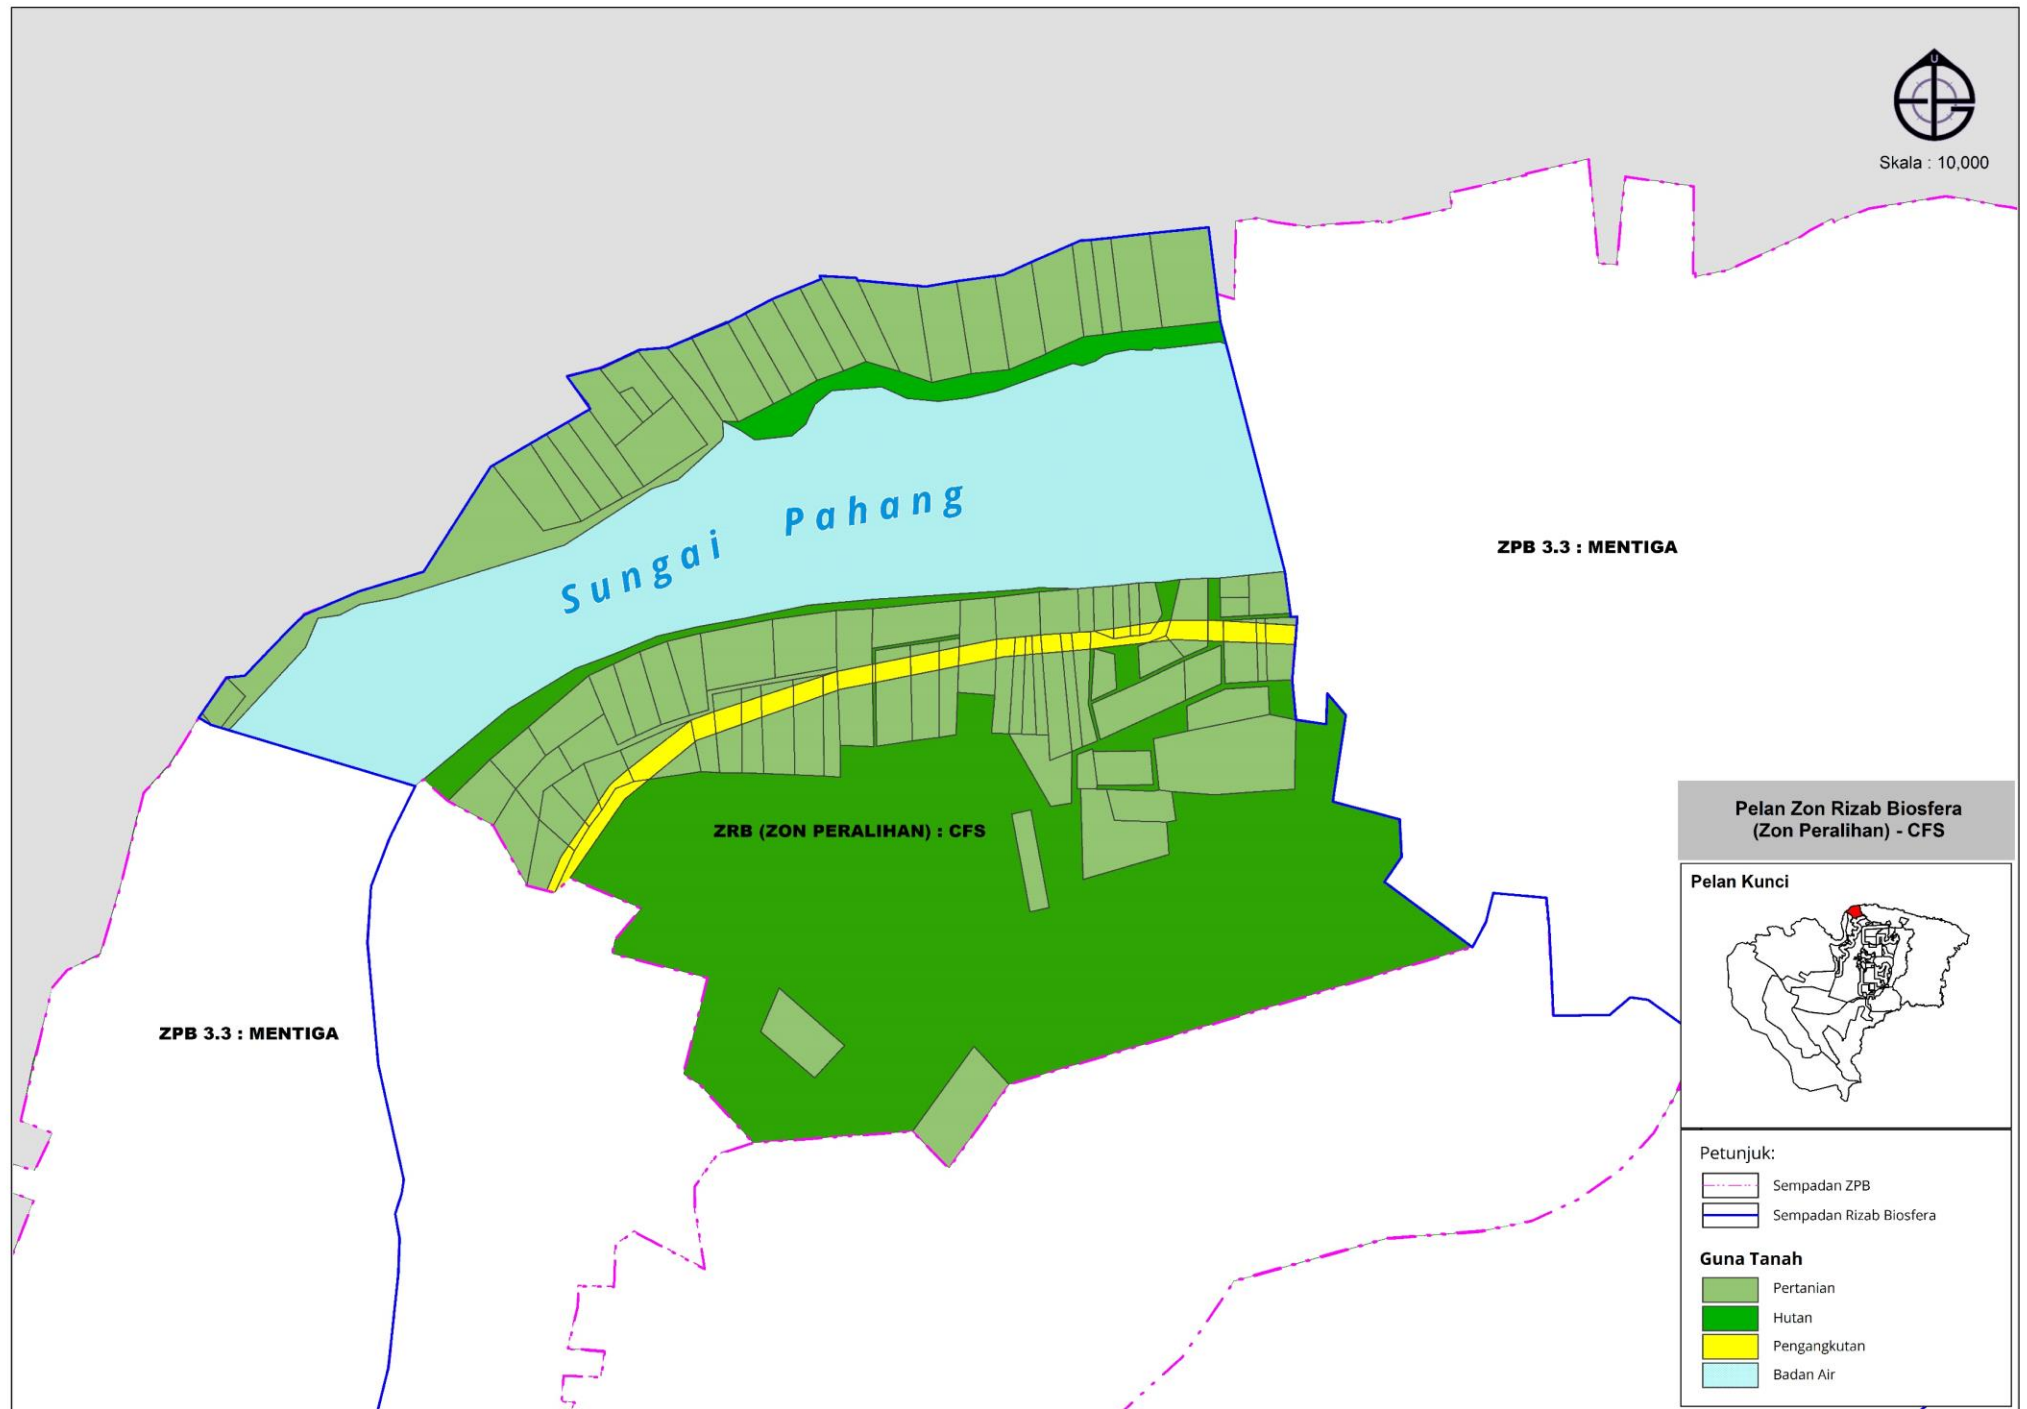 U
Skala : 10,000
Sungai Pahang
ZPB 3.3 : MENTIGA
ZRB (ZON PERALIHAN) : CFS
ZPB 3.3 : MENTIGA
Pelan Zon Rizab Biosfera
(Zon Peralihan) - CFS
Pelan Kunci
Petunjuk:
Sempadan ZPB
Sempadan Rizab Biosfera
Guna Tanah
Pertanian
Hutan
Pengangkutan
Badan Air